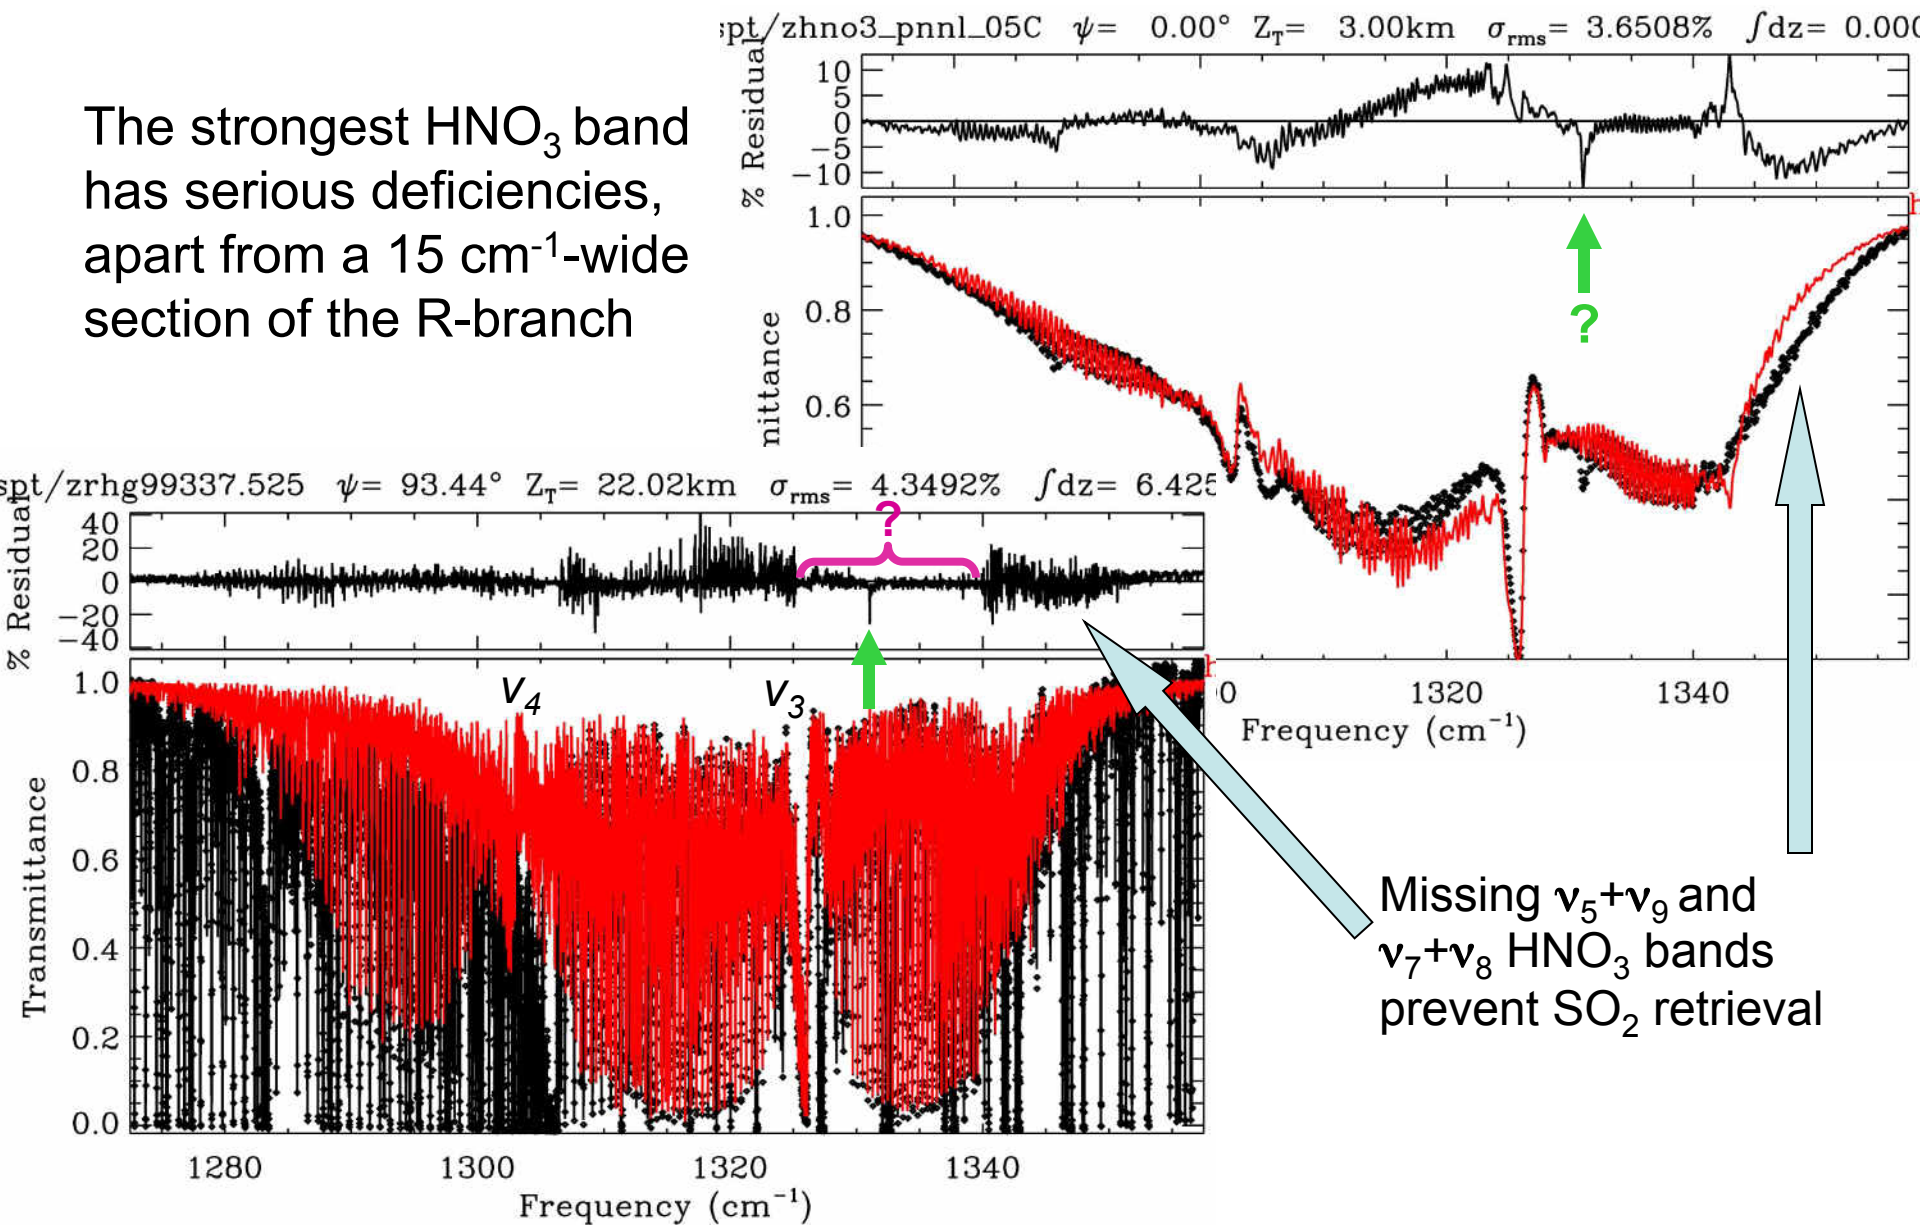 The strongest HNO₃ band
has serious deficiencies,
apart from a 15 cm⁻¹-wide
section of the R-branch
spt/zhno3_pnnl_05C ψ= 0.00° Z_T= 3.00km σ_rms= 3.6508% ∫dz= 0.000
% Residual
10
5
0
−5
−10
1.0
0.8
0.6
nittance
?
1320
1340
Frequency (cm⁻¹)
spt/zrhg99337.525 ψ= 93.44° Z_T= 22.02km σ_rms= 4.3492% ∫dz= 6.425
% Residual
40
20
0
−20
−40
?
ν₄
ν₃
Transmittance
1.0
0.8
0.6
0.4
0.2
0.0
1280
1300
1320
1340
Frequency (cm⁻¹)
Missing ν₅+ν₉ and
ν₇+ν₈ HNO₃ bands
prevent SO₂ retrieval